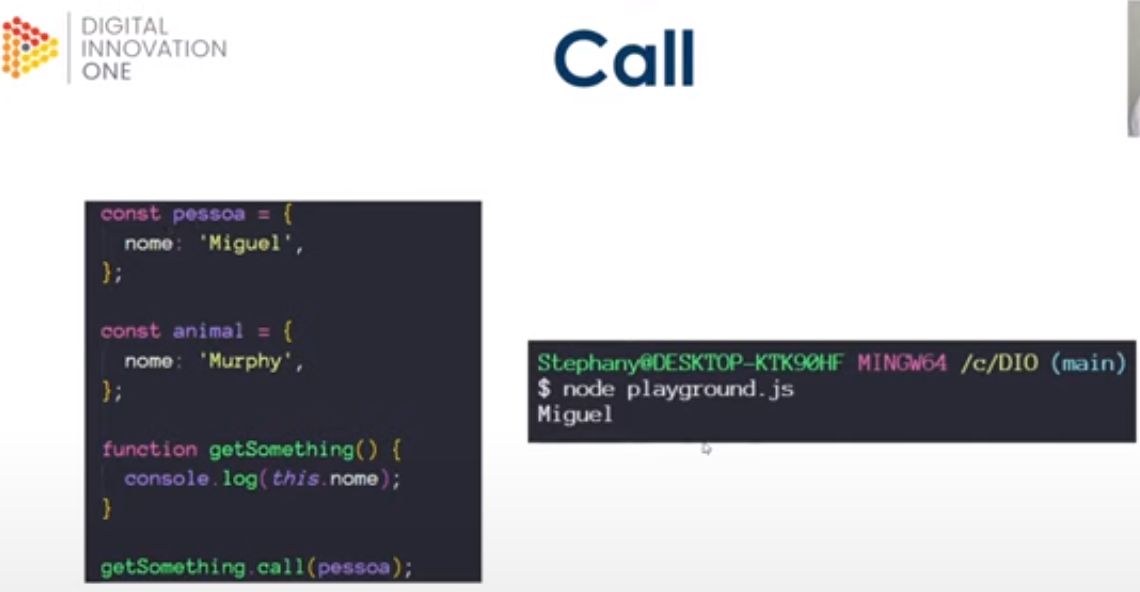 DIGITAL
INNOVATION
ONE
Call
const pessoa = {
  nome: 'Miguel',
};

const animal = {
  nome: 'Murphy',
};

function getSomething() {
  console.log(this.nome);
}

getSomething.call(pessoa);
Stephany@DESKTOP-KTK90HF MINGW64 /c/DIO (main)
$ node playground.js
Miguel